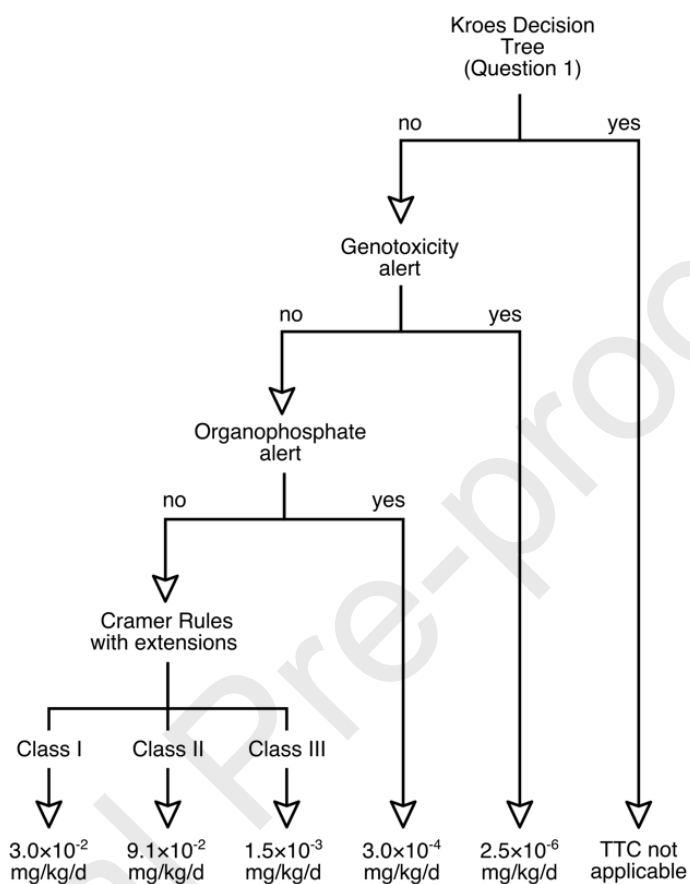 Kroes Decision
Tree
(Question 1)
no
yes
Genotoxicity
alert
no
yes
Organophosphate
alert
no
yes
Cramer Rules
with extensions
Class I
Class II
Class III
3.0×10⁻²
mg/kg/d
9.1×10⁻²
mg/kg/d
1.5×10⁻³
mg/kg/d
3.0×10⁻⁴
mg/kg/d
2.5×10⁻⁶
mg/kg/d
TTC not
applicable
l Pre-proo